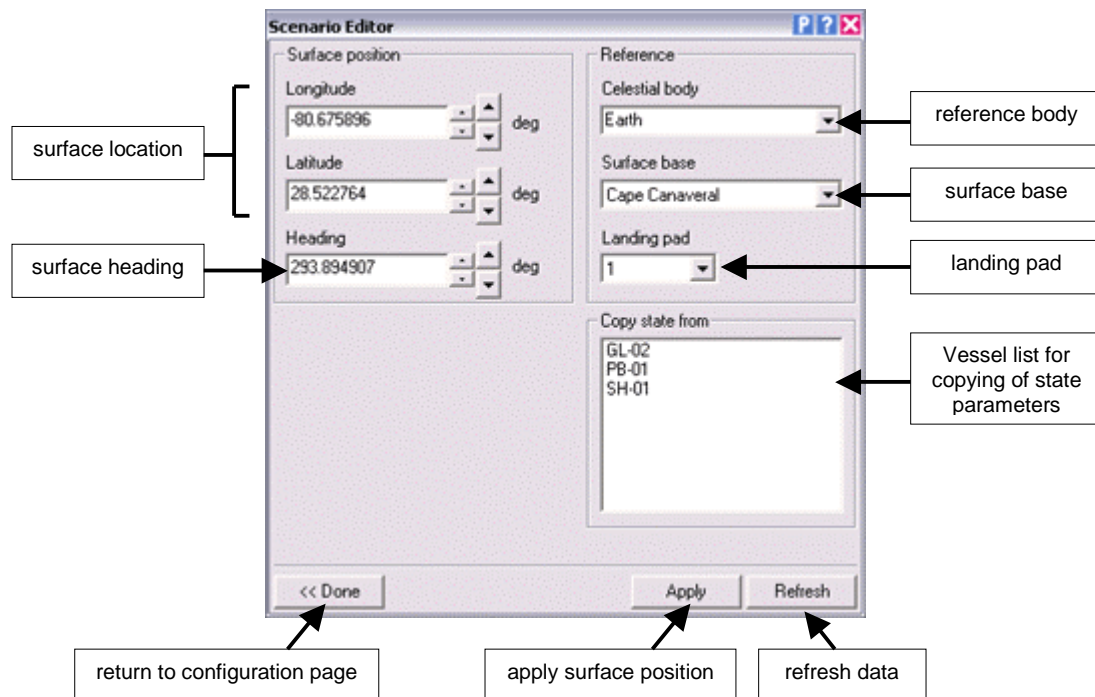 Scenario Editor
P ? X
Surface position
Longitude
-80.675896
deg
Latitude
28.522764
deg
Heading
293.894907
deg
Reference
Celestial body
Earth
Surface base
Cape Canaveral
Landing pad
1
Copy state from
GL-02
PB-01
SH-01
<< Done
Apply
Refresh
surface location
surface heading
reference body
surface base
landing pad
Vessel list for
copying of state
parameters
return to configuration page
apply surface position
refresh data